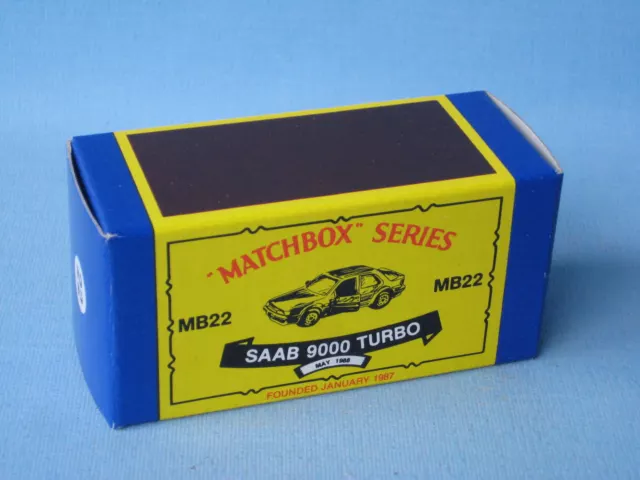 "MATCHBOX" SERIES
MB22
MB22
SAAB 9000 TURBO
MAY 1988
FOUNDED JANUARY 1987